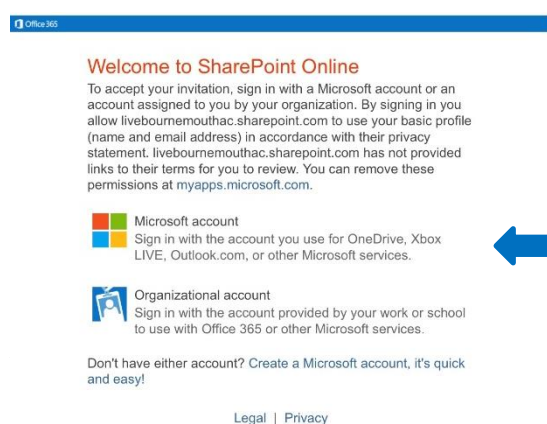 Office 365
Welcome to SharePoint Online
To accept your invitation, sign in with a Microsoft account or an
account assigned to you by your organization. By signing in you
allow livebournemouthac.sharepoint.com to use your basic profile
(name and email address) in accordance with their privacy
statement. livebournemouthac.sharepoint.com has not provided
links to their terms for you to review. You can remove these
permissions at myapps.microsoft.com.
Microsoft account
Sign in with the account you use for OneDrive, Xbox
LIVE, Outlook.com, or other Microsoft services.
Organizational account
Sign in with the account provided by your work or school
to use with Office 365 or other Microsoft services.
Don't have either account? Create a Microsoft account, it's quick
and easy!
Legal | Privacy